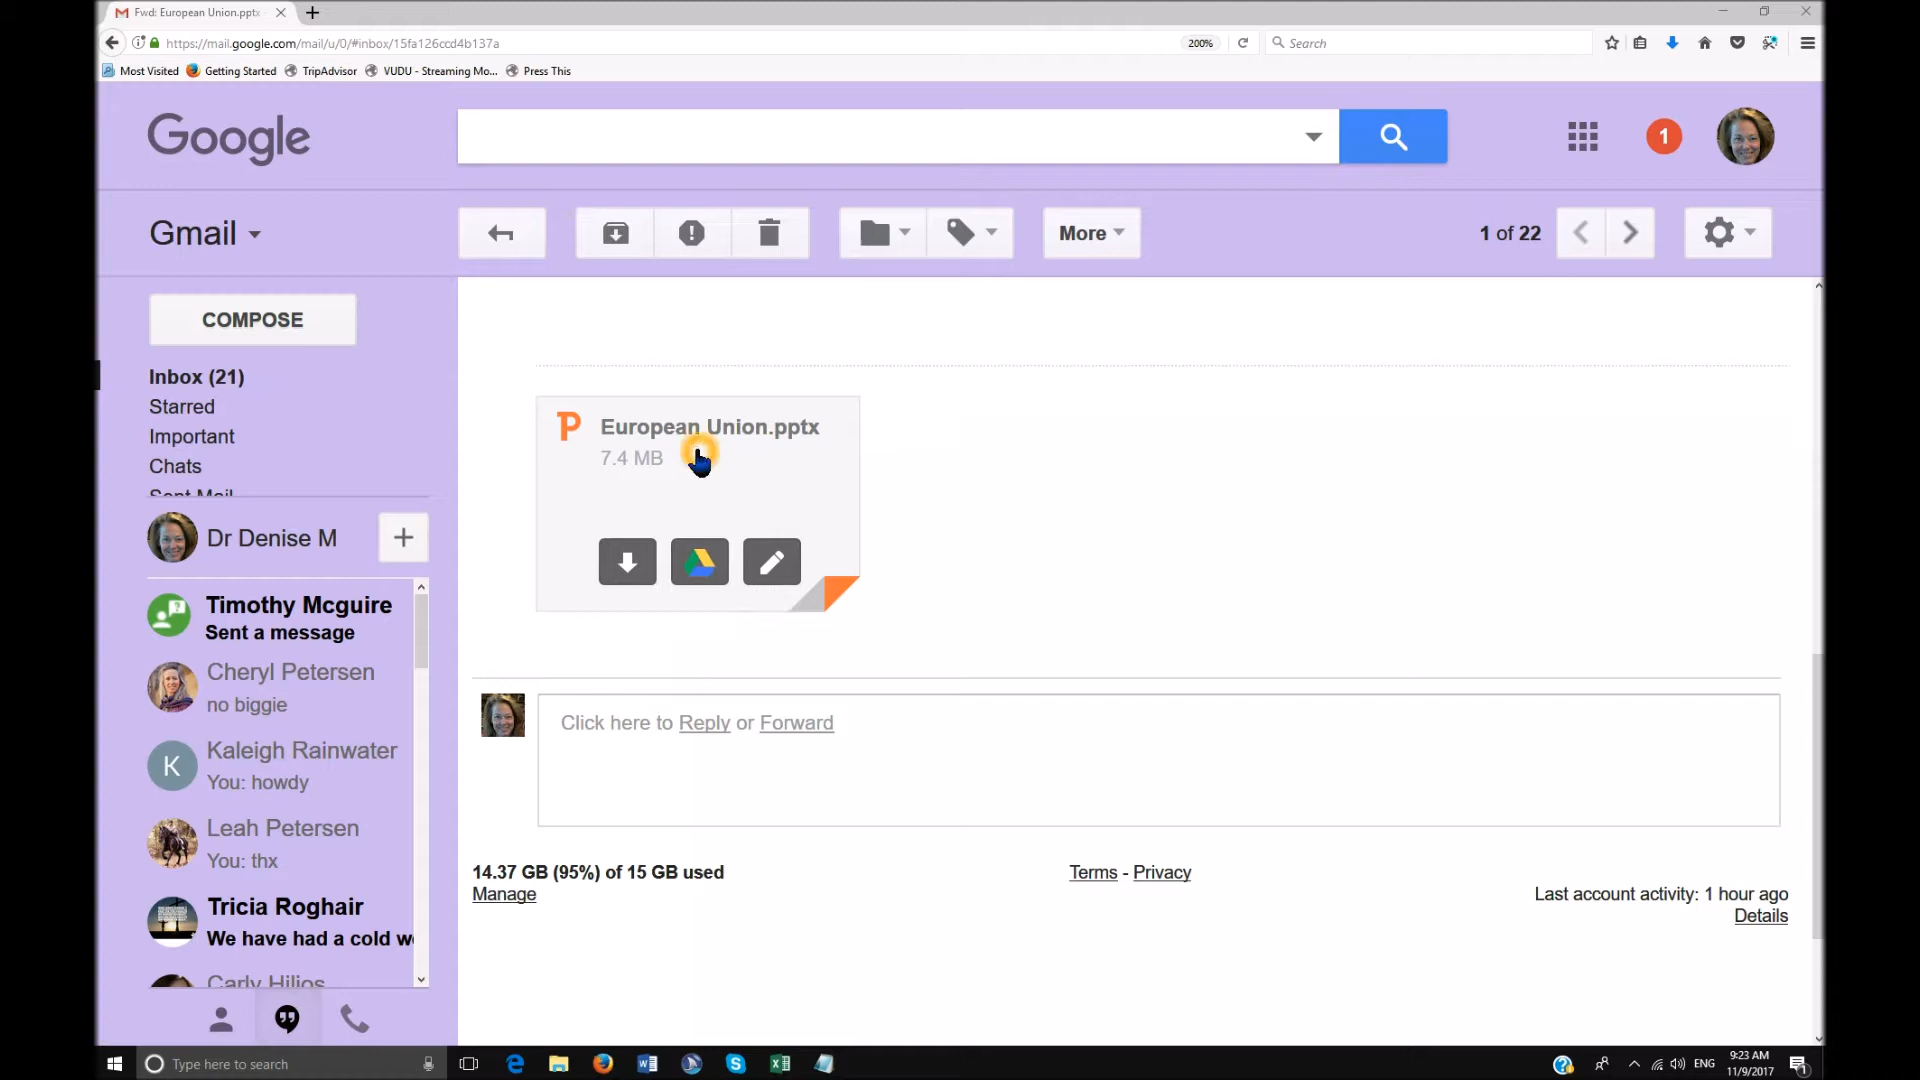 Fwd: European Union.pptx
https://mail.google.com/mail/u/0/#inbox/15fa126ccd4b137a
200%
Search
Most Visited
Getting Started
TripAdvisor
VUDU - Streaming Mo...
Press This
Google
1
Gmail
More
1 of 22
COMPOSE
Inbox (21)
Starred
Important
Chats
Sent Mail
P
European Union.pptx
7.4 MB
Dr Denise M
Timothy Mcguire
Sent a message
Cheryl Petersen
no biggie
K
Kaleigh Rainwater
You: howdy
Leah Petersen
You: thx
Tricia Roghair
We have had a cold w
Carly Hilios
Click here to Reply or Forward
14.37 GB (95%) of 15 GB used
Manage
Terms - Privacy
Last account activity: 1 hour ago
Details
Type here to search
ENG
9:23 AM
11/9/2017